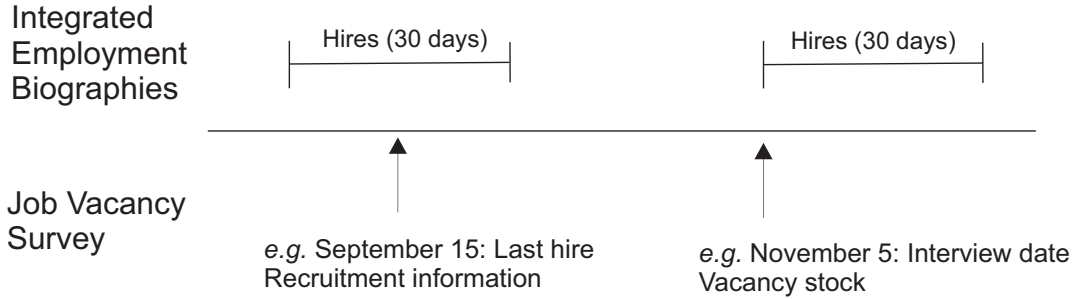 Integrated
Employment
Biographies
Hires (30 days)
Hires (30 days)
Job Vacancy
Survey
e.g. September 15: Last hire
Recruitment information
e.g. November 5: Interview date
Vacancy stock